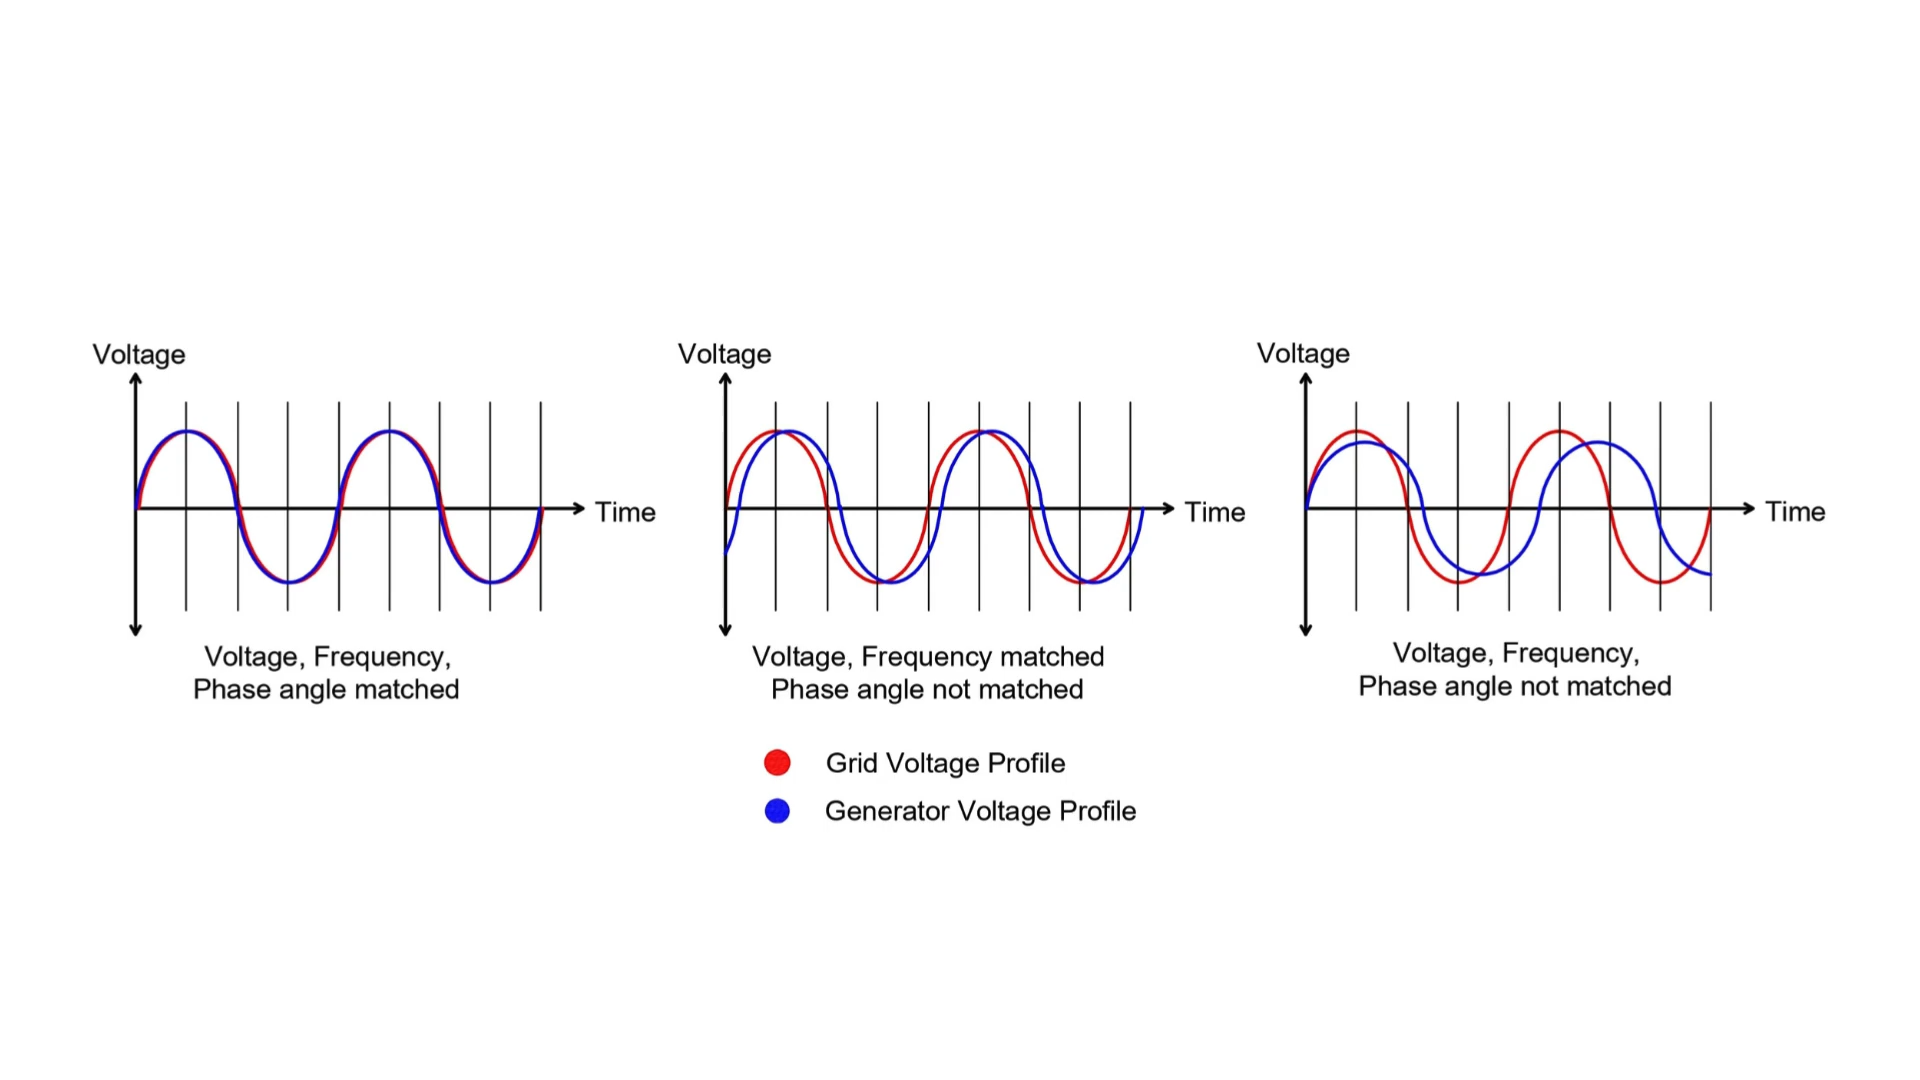 Voltage
Time
Voltage, Frequency,
Phase angle matched
Voltage
Time
Voltage, Frequency matched
Phase angle not matched
Voltage
Time
Voltage, Frequency,
Phase angle not matched
Grid Voltage Profile
Generator Voltage Profile